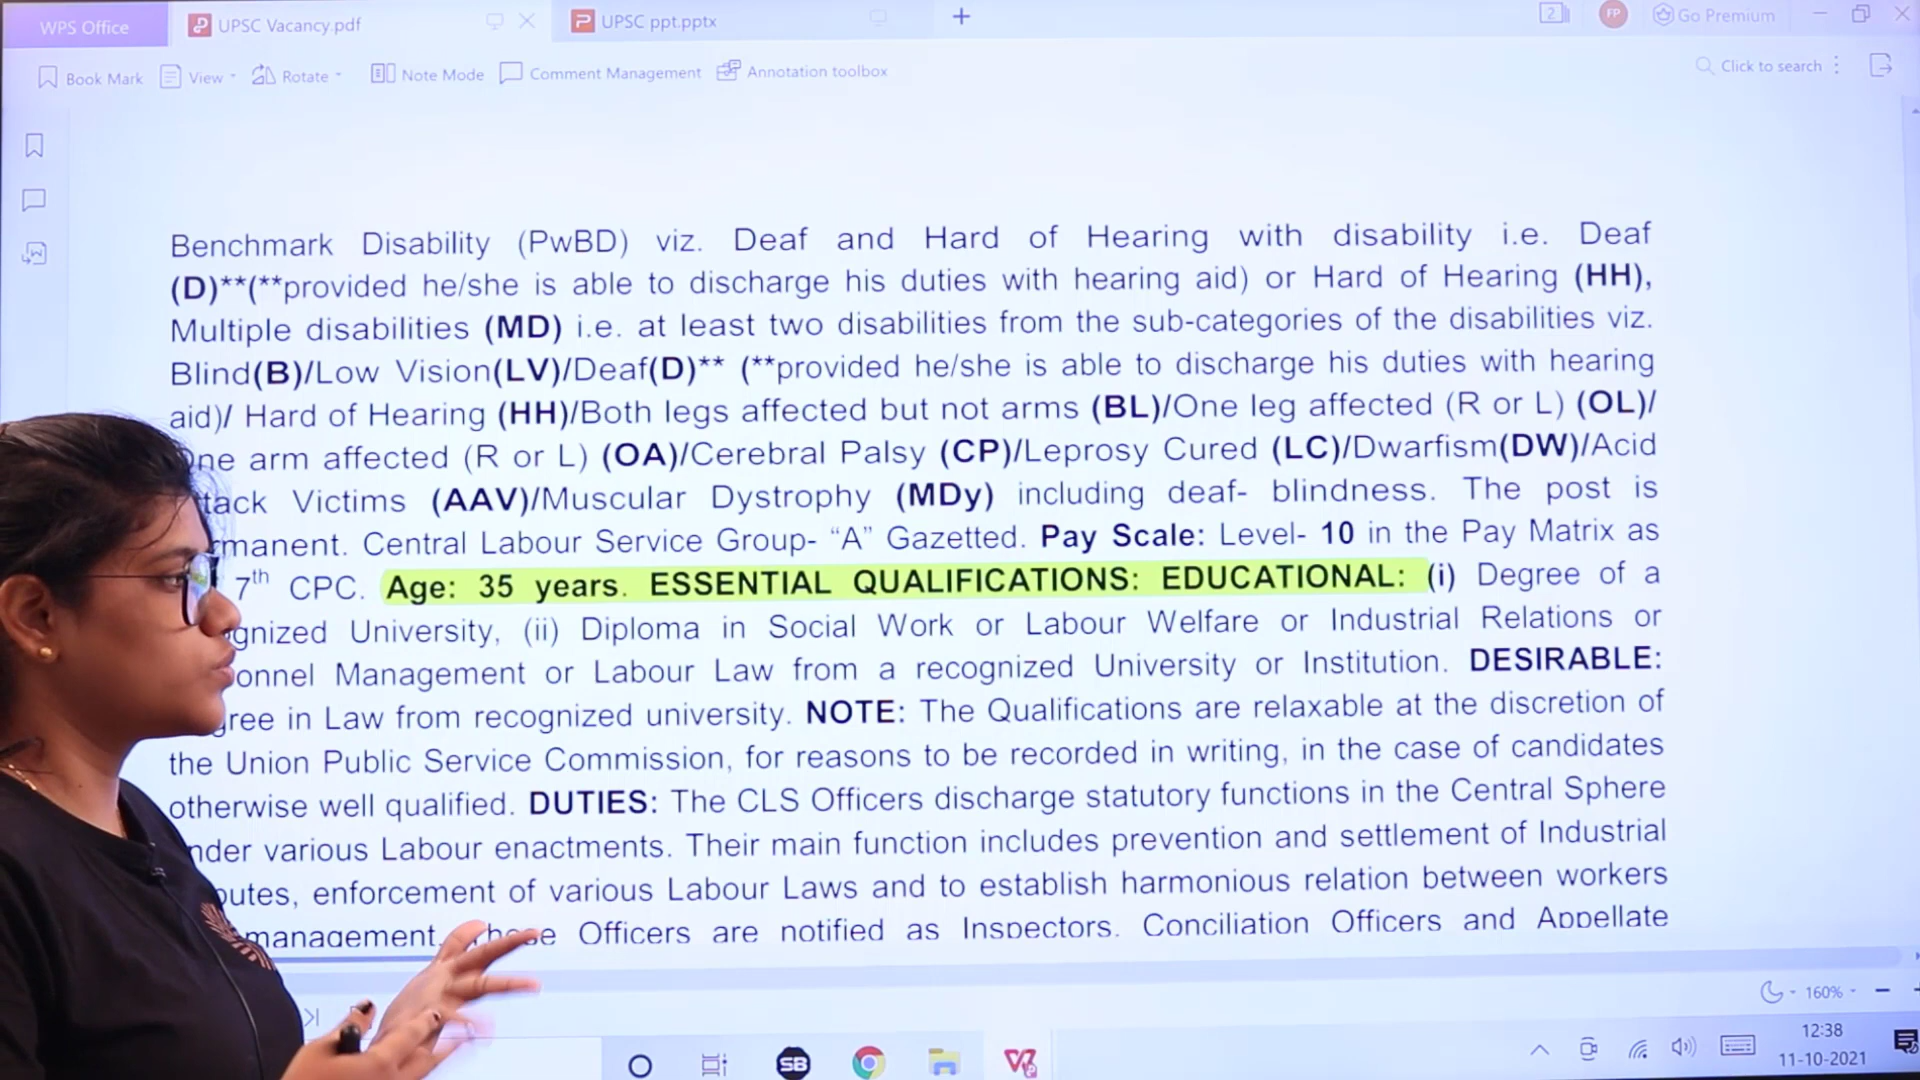 WPS Office
UPSC Vacancy.pdf
UPSC ppt.pptx
2
FP
Go Premium
Book Mark
View
Rotate
Note Mode
Comment Management
Annotation toolbox
Click to search
Benchmark Disability (PwBD) viz. Deaf and Hard of Hearing with disability i.e. Deaf
(D)**(**provided he/she is able to discharge his duties with hearing aid) or Hard of Hearing (HH),
Multiple disabilities (MD) i.e. at least two disabilities from the sub-categories of the disabilities viz.
Blind(B)/Low Vision(LV)/Deaf(D)** (**provided he/she is able to discharge his duties with hearing
aid)/ Hard of Hearing (HH)/Both legs affected but not arms (BL)/One leg affected (R or L) (OL)/
One arm affected (R or L) (OA)/Cerebral Palsy (CP)/Leprosy Cured (LC)/Dwarfism(DW)/Acid
tack Victims (AAV)/Muscular Dystrophy (MDy) including deaf- blindness. The post is
manent. Central Labour Service Group- “A” Gazetted. Pay Scale: Level- 10 in the Pay Matrix as
7th CPC. Age: 35 years. ESSENTIAL QUALIFICATIONS: EDUCATIONAL: (i) Degree of a
gnized University, (ii) Diploma in Social Work or Labour Welfare or Industrial Relations or
onnel Management or Labour Law from a recognized University or Institution. DESIRABLE:
ree in Law from recognized university. NOTE: The Qualifications are relaxable at the discretion of
the Union Public Service Commission, for reasons to be recorded in writing, in the case of candidates
otherwise well qualified. DUTIES: The CLS Officers discharge statutory functions in the Central Sphere
nder various Labour enactments. Their main function includes prevention and settlement of Industrial
putes, enforcement of various Labour Laws and to establish harmonious relation between workers
management. These Officers are notified as Inspectors, Conciliation Officers and Appellate
160%
SB
12:38
11-10-2021